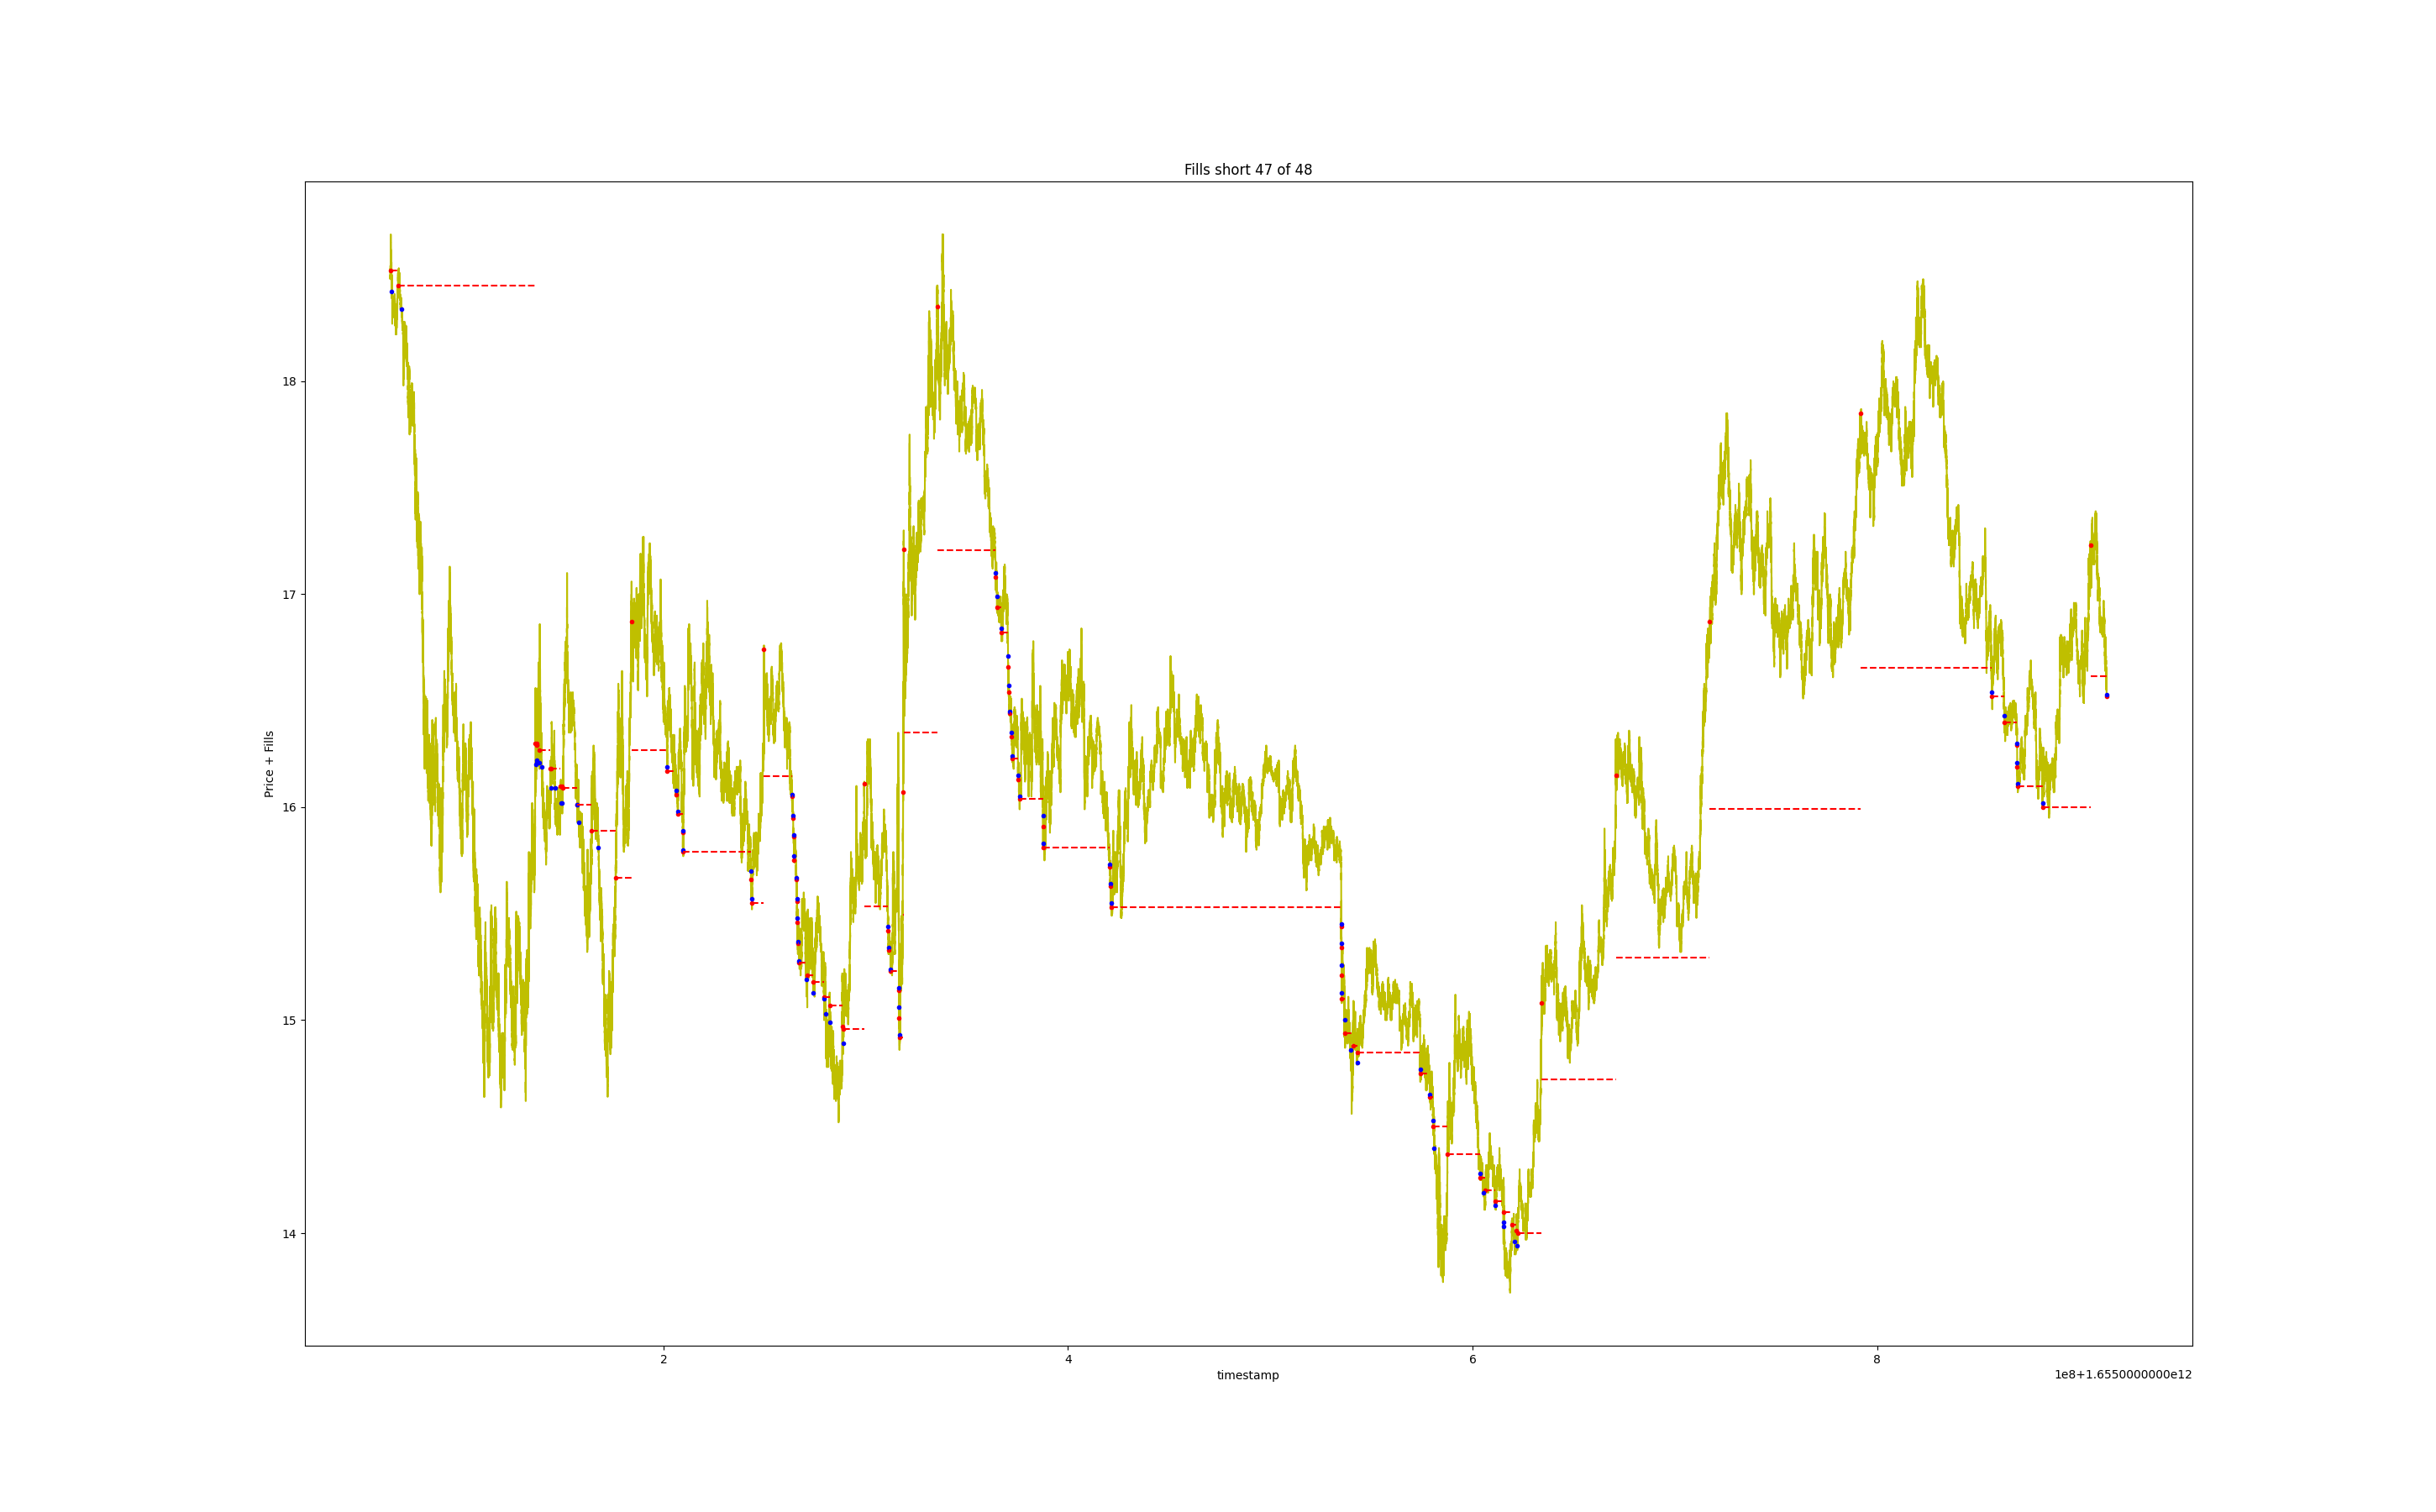 Fills short 47 of 48
18
17
16
15
14
Price + Fills
2
4
6
8
timestamp
1e8+1.6550000000e12